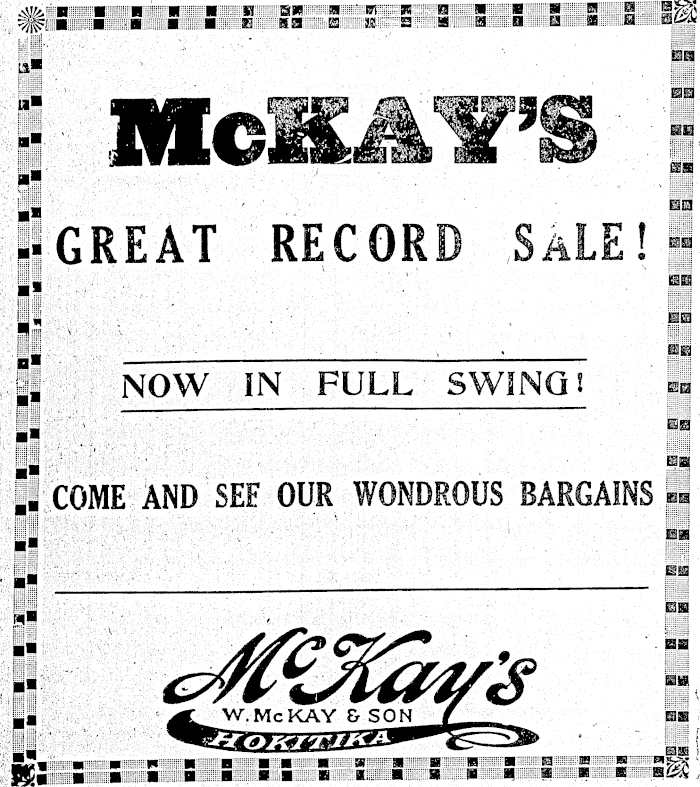 McKAY'S
GREAT RECORD SALE!
NOW IN FULL SWING!
COME AND SEE OUR WONDROUS BARGAINS
McKay's
W. McKAY & SON
HOKITIKA